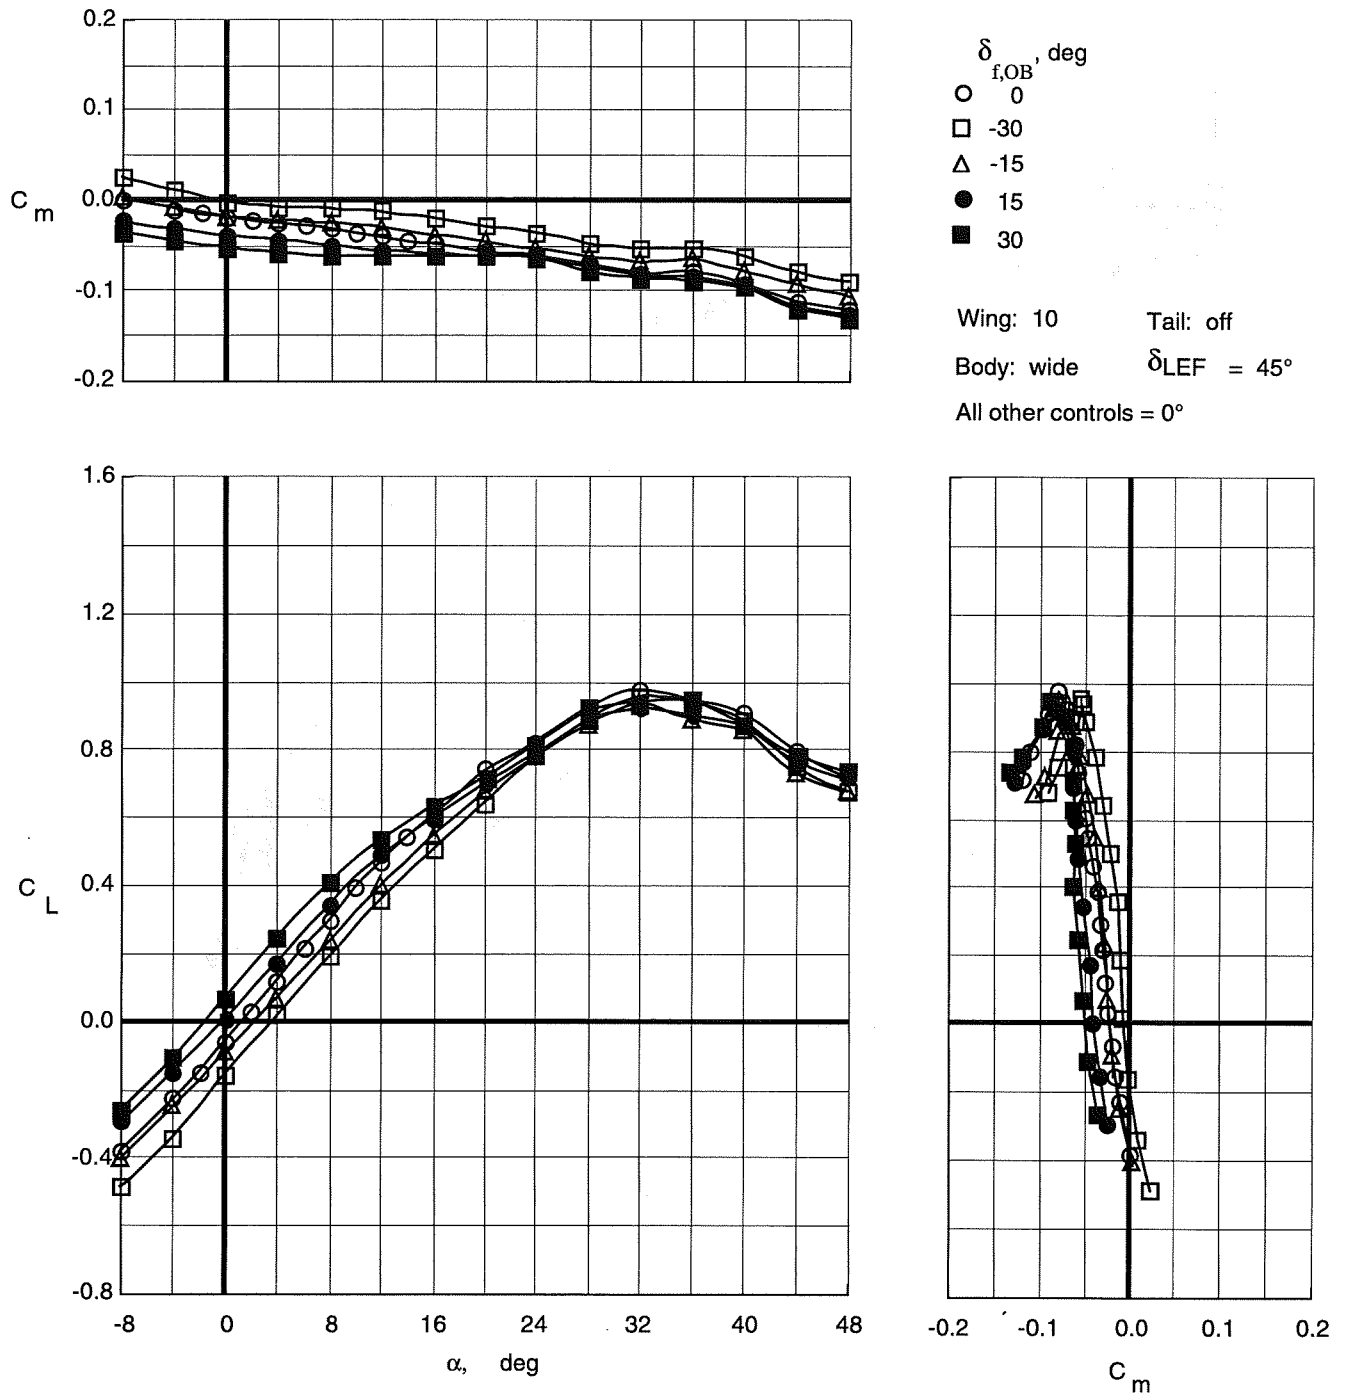 0.2
0.1
0.0
-0.1
-0.2
C m
δ f,OB, deg
0
-30
-15
15
30
Wing: 10 Tail: off
Body: wide δLEF = 45°
All other controls = 0°
1.6
1.2
0.8
0.4
0.0
-0.4
-0.8
C L
-8 0 8 16 24 32 40 48
α, deg
-0.2 -0.1 0.0 0.1 0.2
C m